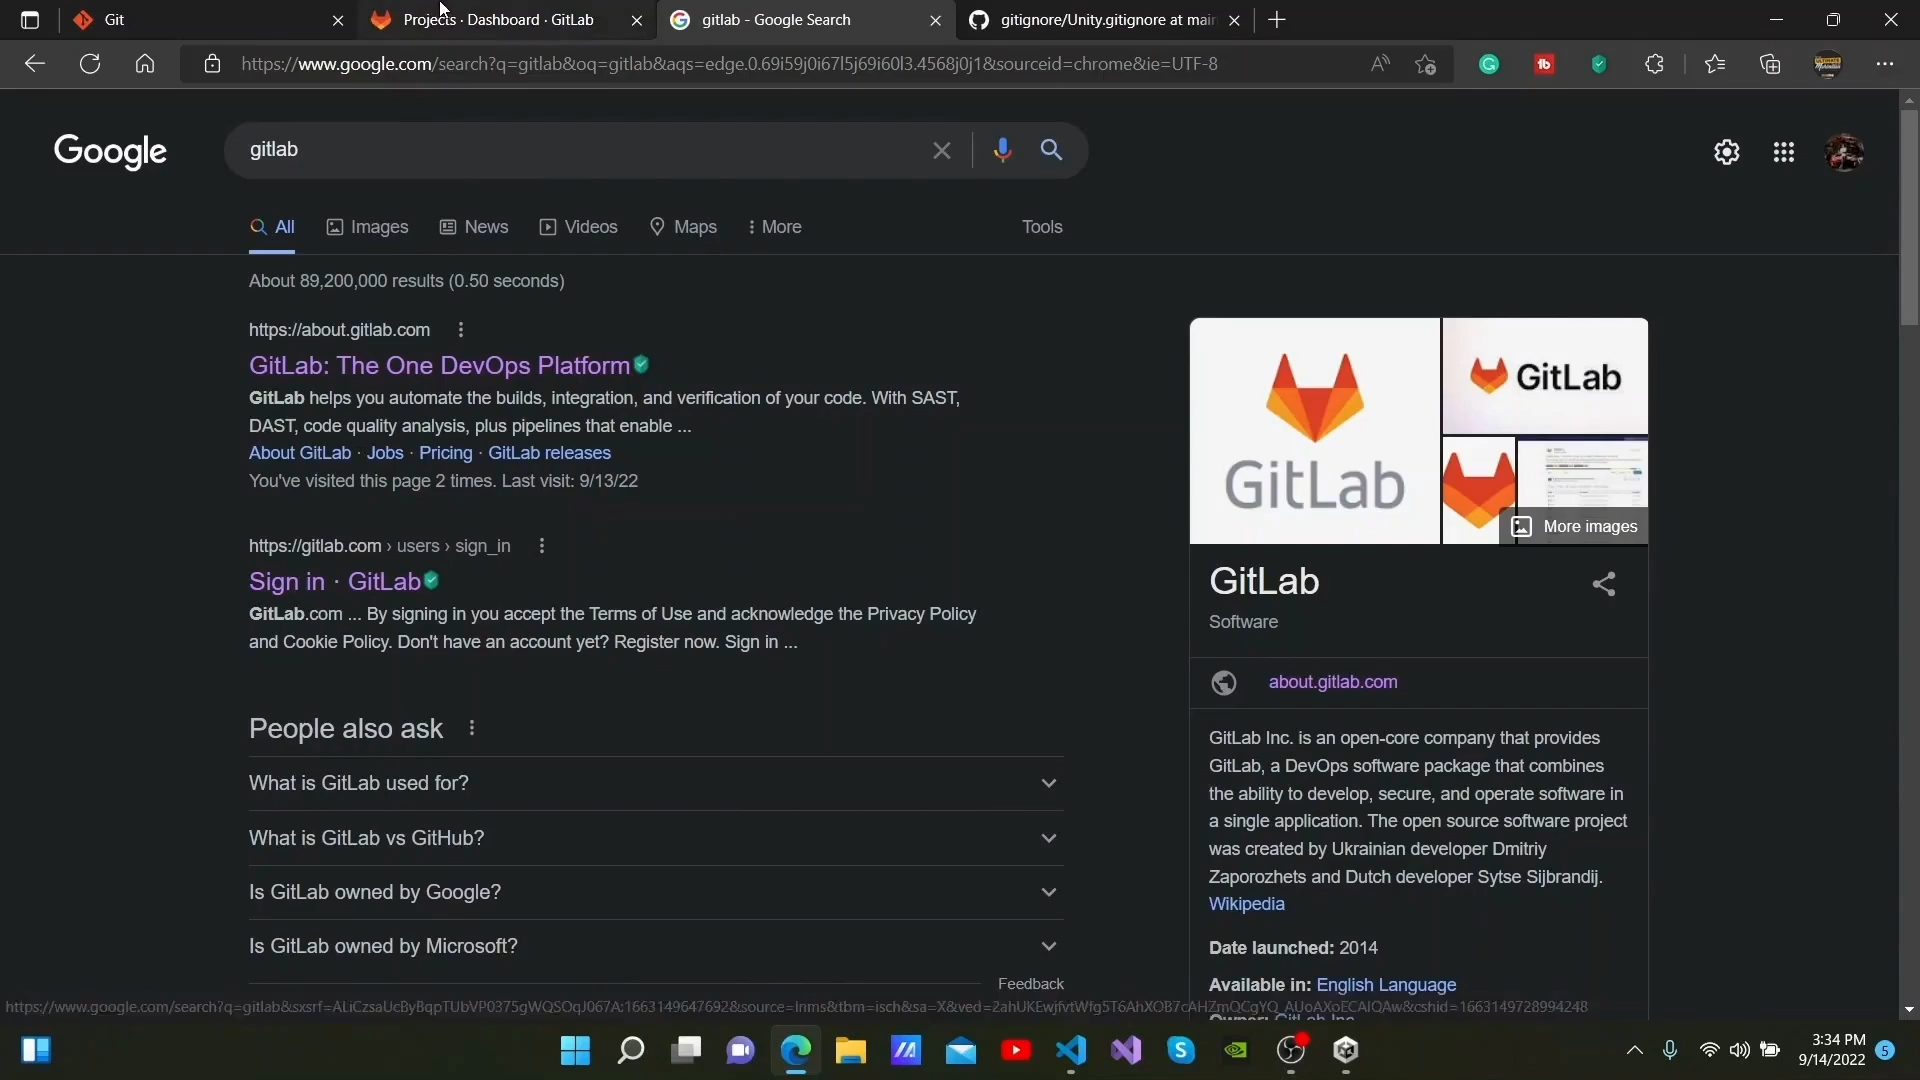 Git
Projects · Dashboard · GitLab
gitlab - Google Search
gitignore/Unity.gitignore at main
https://www.google.com/search?q=gitlab&oq=gitlab&aqs=edge.0.69i59j0i67l5j69i60l3.4568j0j1&sourceid=chrome&ie=UTF-8
Google
gitlab
All
Images
News
Videos
Maps
More
Tools
About 89,200,000 results (0.50 seconds)
https://about.gitlab.com
GitLab: The One DevOps Platform
GitLab helps you automate the builds, integration, and verification of your code. With SAST,
DAST, code quality analysis, plus pipelines that enable ...
About GitLab · Jobs · Pricing · GitLab releases
You've visited this page 2 times. Last visit: 9/13/22
https://gitlab.com › users › sign_in
Sign in · GitLab
GitLab.com ... By signing in you accept the Terms of Use and acknowledge the Privacy Policy
and Cookie Policy. Don't have an account yet? Register now. Sign in ...
People also ask
What is GitLab used for?
What is GitLab vs GitHub?
Is GitLab owned by Google?
Is GitLab owned by Microsoft?
Feedback
GitLab
GitLab
More images
GitLab
Software
about.gitlab.com
GitLab Inc. is an open-core company that provides
GitLab, a DevOps software package that combines
the ability to develop, secure, and operate software in
a single application. The open source software project
was created by Ukrainian developer Dmitriy
Zaporozhets and Dutch developer Sytse Sijbrandij.
Wikipedia
Date launched: 2014
Available in: English Language
Owner: GitLab Inc
3:34 PM
9/14/2022
5